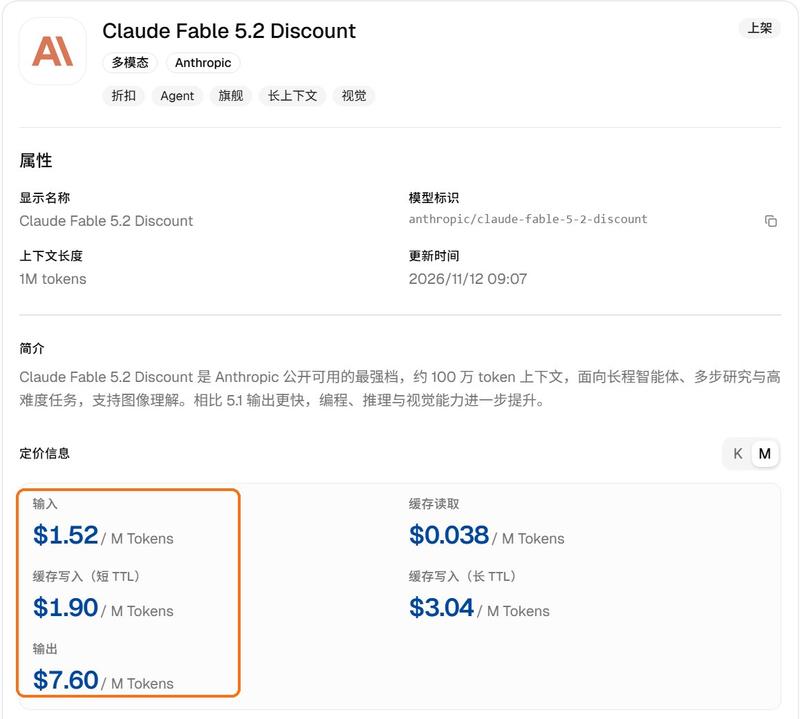 Claude Fable 5.2 Discount
上架
多模态 Anthropic
折扣 Agent 旗舰 长上下文 视觉
属性
显示名称
Claude Fable 5.2 Discount
模型标识
anthropic/claude-fable-5-2-discount
上下文长度
1M tokens
更新时间
2026/11/12 09:07
简介
Claude Fable 5.2 Discount 是 Anthropic 公开可用的最强档，约 100 万 token 上下文，面向长程智能体、多步研究与高
难度任务，支持图像理解。相比 5.1 输出更快，编程、推理与视觉能力进一步提升。
定价信息
K M
输入
$1.52 / M Tokens
缓存读取
$0.038 / M Tokens
缓存写入（短 TTL）
$1.90 / M Tokens
缓存写入（长 TTL）
$3.04 / M Tokens
输出
$7.60 / M Tokens